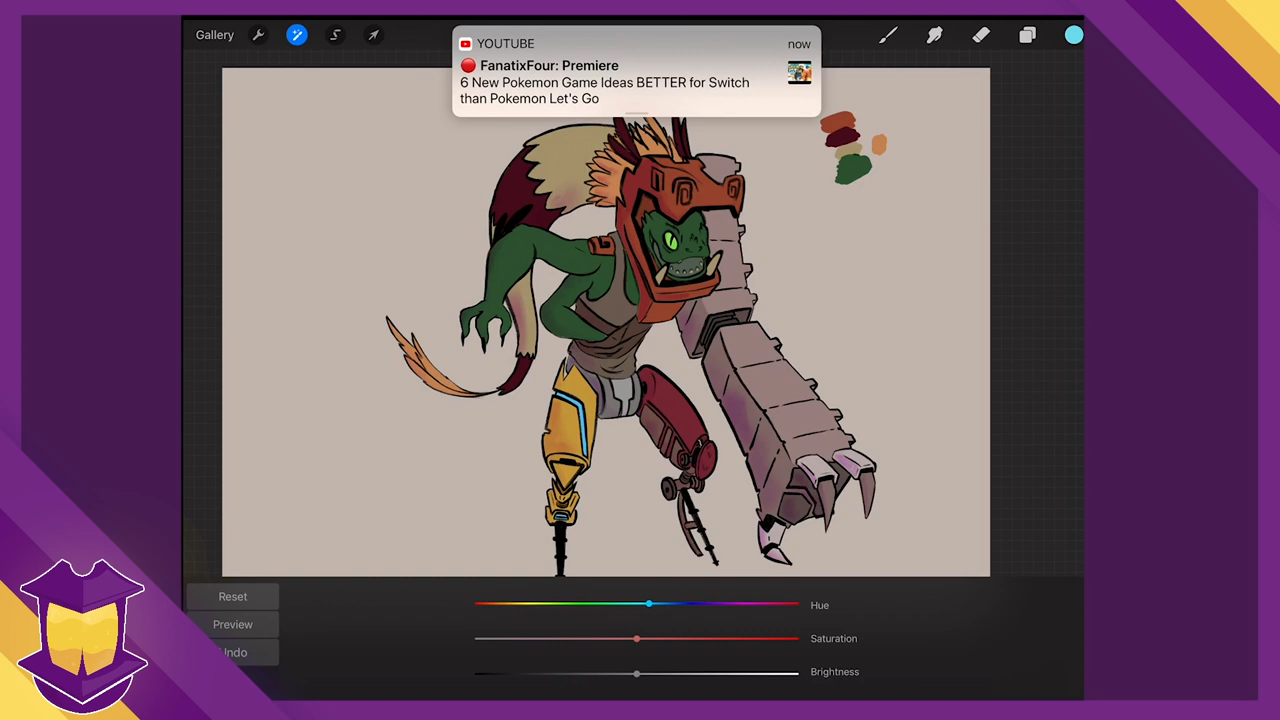 Gallery
YOUTUBE
now
FanatixFour: Premiere
6 New Pokemon Game Ideas BETTER for Switch
than Pokemon Let's Go
Reset
Hue
Preview
Saturation
Undo
Brightness